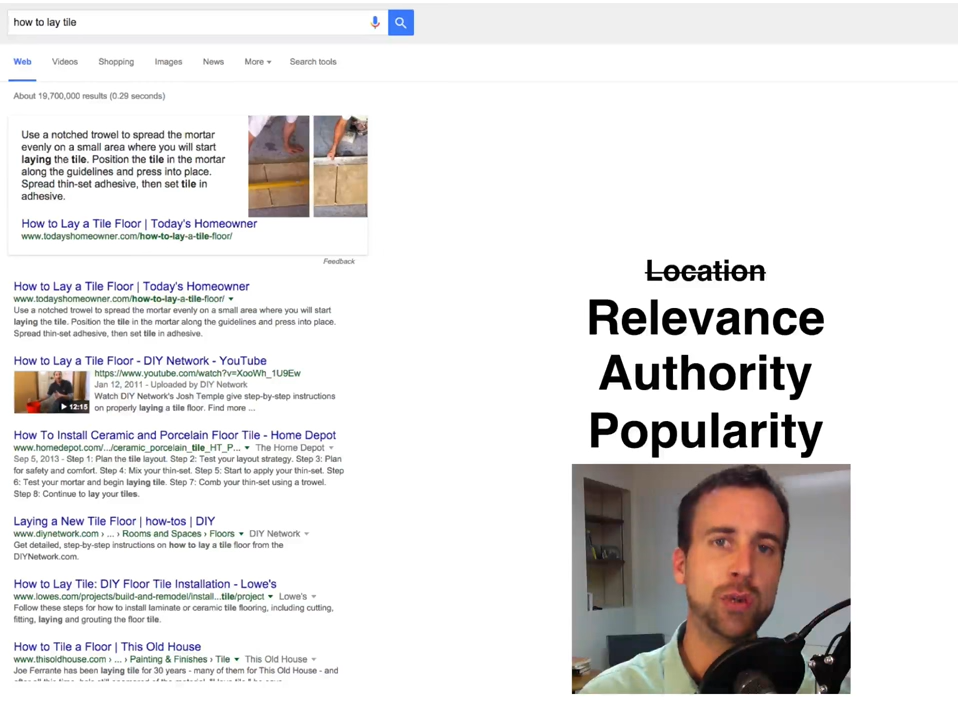 how to lay tile
Web Videos Shopping Images News More Search tools
About 19,700,000 results (0.29 seconds)
Use a notched trowel to spread the mortar
evenly on a small area where you will start
laying the tile. Position the tile in the mortar
along the guidelines and press into place.
Spread thin-set adhesive, then set tile in
adhesive.
How to Lay a Tile Floor | Today's Homeowner
www.todayshomeowner.com/how-to-lay-a-tile-floor/
Feedback
How to Lay a Tile Floor | Today's Homeowner
www.todayshomeowner.com/how-to-lay-a-tile-floor/
Use a notched trowel to spread the mortar evenly on a small area where you will start
laying the tile. Position the tile in the mortar along the guidelines and press into place.
Spread thin-set adhesive, then set tile in adhesive.
How to Lay a Tile Floor - DIY Network - YouTube
https://www.youtube.com/watch?v=XooWh_1U9Ew
Jan 12, 2011 - Uploaded by DIY Network
Watch DIY Network's Josh Temple give step-by-step instructions
12:15
on properly laying a tile floor. Find more ...
How To Install Ceramic and Porcelain Floor Tile - Home Depot
www.homedepot.com/.../ceramic_porcelain_tile_HT_P... The Home Depot
Sep 5, 2013 - Step 1: Plan the tile layout. Step 2: Test your layout strategy. Step 3: Plan
for safety and comfort. Step 4: Mix your thin-set. Step 5: Start to apply your thin-set. Step
6: Test your mortar and begin laying tile. Step 7: Comb your thin-set using a trowel.
Step 8: Continue to lay your tiles.
Laying a New Tile Floor | how-tos | DIY
www.diynetwork.com › ... › Rooms and Spaces › Floors DIY Network
Get detailed, step-by-step instructions on how to lay a tile floor from the
DIYNetwork.com.
How to Lay Tile: DIY Floor Tile Installation - Lowe's
www.lowes.com/projects/build-and-remodel/install...tile/project Lowe's
Follow these steps for how to install laminate or ceramic tile flooring, including cutting,
fitting, laying and grouting the floor tile.
How to Tile a Floor | This Old House
www.thisoldhouse.com › ... › Painting & Finishes › Tile This Old House
Joe Ferrante has been laying tile for 30 years - many of them for This Old House - and
Location
Relevance
Authority
Popularity